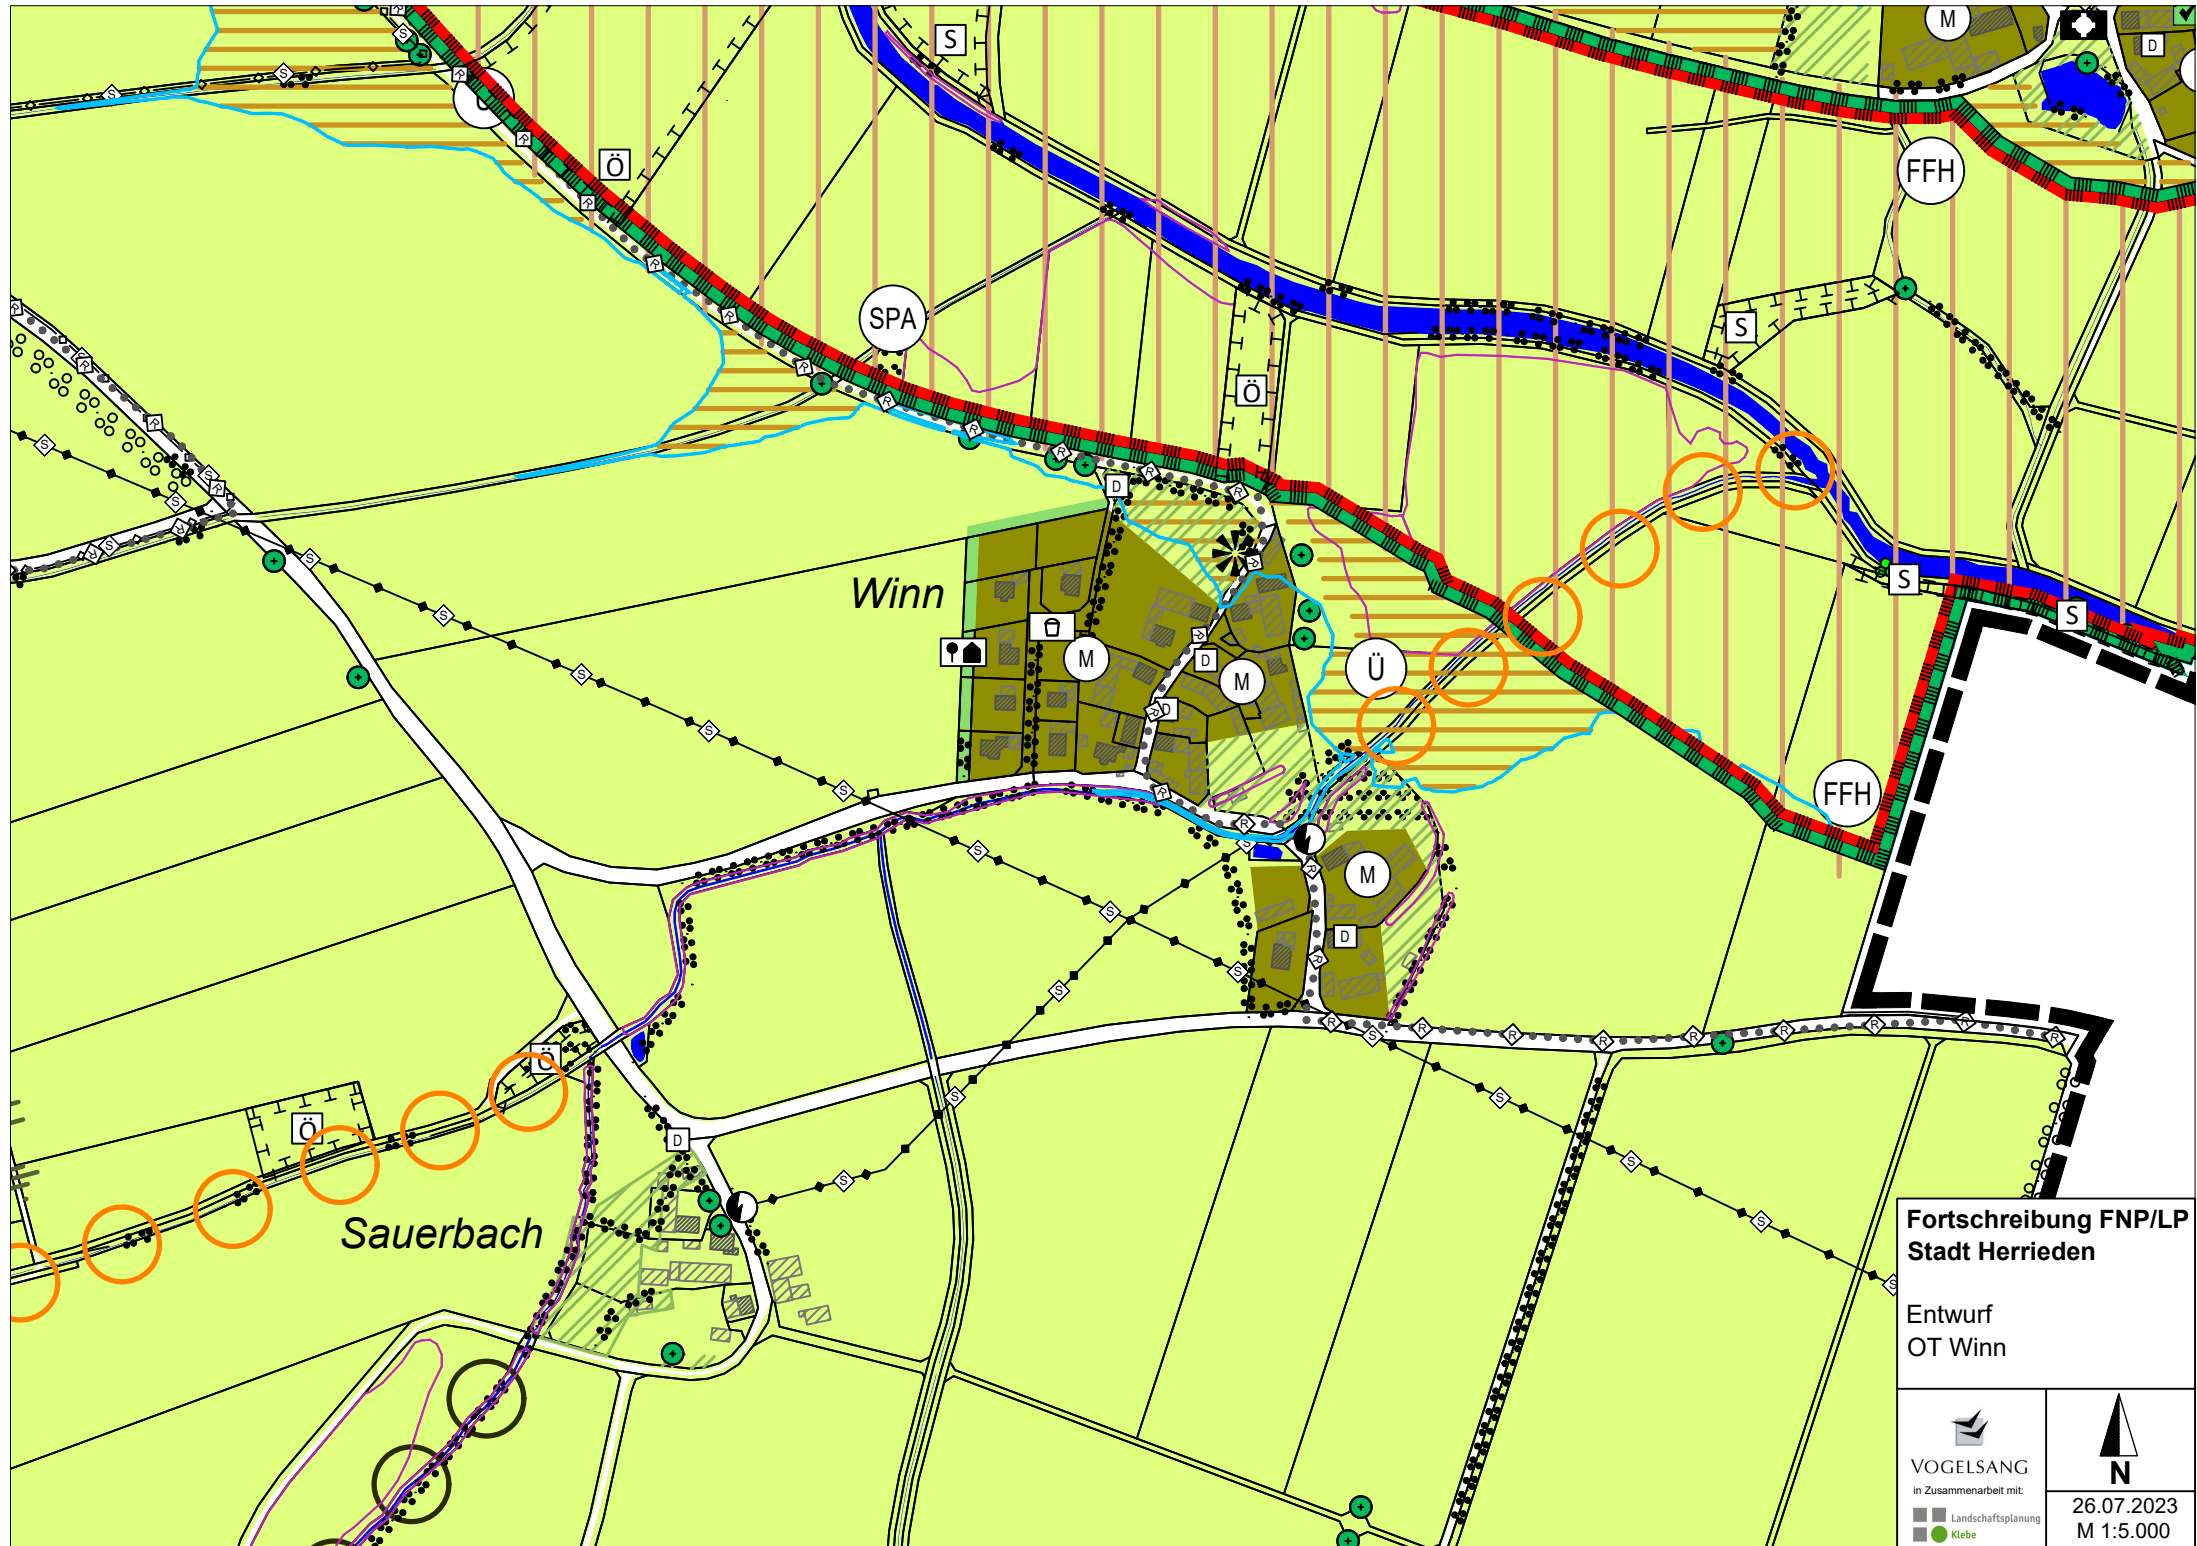 S
M
D
S
S
R
Ü
R
Ö
R
FFH
R
SPA
R
S
R
R
Ö
R
R
R
R
D
R
R
R
S
S
R
S
R
S
S
Winn
R
S
S
M
D
M
Ü
S
R
D
S
S
R
FFH
R
S
S
R
M
S
D
S
R
S
S
R
R
R
R
R
R
R
R
R
S
Ö
S
S
Ö
D
S
S
Sauerbach
S
S
Fortschreibung FNP/LP
Stadt Herrieden
Entwurf
OT Winn
VOGELSANG
in Zusammenarbeit mit:
Landschaftsplanung
Klebe
N
26.07.2023
M 1:5.000